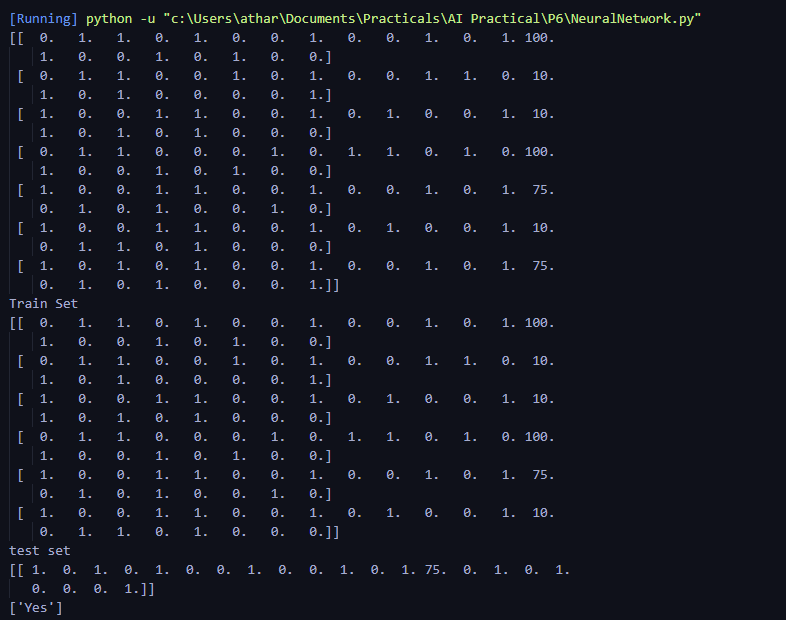 [Running] python -u "c:\Users\athar\Documents\Practicals\AI Practical\P6\NeuralNetwork.py"
[[  0.   1.   1.   0.   1.   0.   0.   1.   0.   0.   1.   0.   1. 100.
    1.   0.   0.   1.   0.   1.   0.   0.]
 [  0.   1.   1.   0.   0.   1.   0.   1.   0.   0.   1.   1.   0.  10.
    1.   0.   1.   0.   0.   0.   0.   1.]
 [  1.   0.   0.   1.   1.   0.   0.   1.   0.   1.   0.   0.   1.  10.
    1.   0.   1.   0.   1.   0.   0.   0.]
 [  0.   1.   1.   0.   0.   0.   1.   0.   1.   1.   0.   1.   0. 100.
    1.   0.   0.   1.   0.   1.   0.   0.]
 [  1.   0.   0.   1.   1.   0.   0.   1.   0.   0.   1.   0.   1.  75.
    0.   1.   0.   1.   0.   0.   1.   0.]
 [  1.   0.   0.   1.   1.   0.   0.   1.   0.   1.   0.   0.   1.  10.
    0.   1.   1.   0.   1.   0.   0.   0.]
 [  1.   0.   1.   0.   1.   0.   0.   1.   0.   0.   1.   0.   1.  75.
    0.   1.   0.   1.   0.   0.   0.   1.]]
Train Set
[[  0.   1.   1.   0.   1.   0.   0.   1.   0.   0.   1.   0.   1. 100.
    1.   0.   0.   1.   0.   1.   0.   0.]
 [  0.   1.   1.   0.   0.   1.   0.   1.   0.   0.   1.   1.   0.  10.
    1.   0.   1.   0.   0.   0.   0.   1.]
 [  1.   0.   0.   1.   1.   0.   0.   1.   0.   1.   0.   0.   1.  10.
    1.   0.   1.   0.   1.   0.   0.   0.]
 [  0.   1.   1.   0.   0.   0.   1.   0.   1.   1.   0.   1.   0. 100.
    1.   0.   0.   1.   0.   1.   0.   0.]
 [  1.   0.   0.   1.   1.   0.   0.   1.   0.   0.   1.   0.   1.  75.
    0.   1.   0.   1.   0.   0.   1.   0.]
 [  1.   0.   0.   1.   1.   0.   0.   1.   0.   1.   0.   0.   1.  10.
    0.   1.   1.   0.   1.   0.   0.   0.]]
test set
[[ 1.  0.  1.  0.  1.  0.  0.  1.  0.  0.  1.  0.  1. 75.  0.  1.  0.  1.
   0.  0.  0.  1.]]
['Yes']